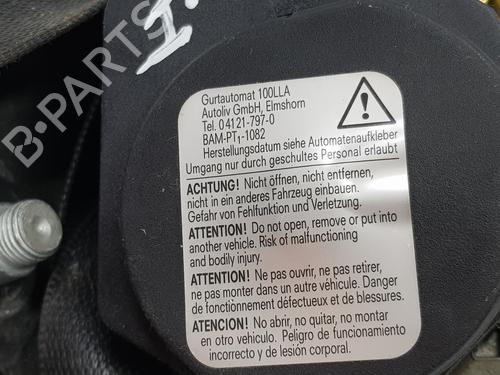 Gurtautomat 100LLA
Autoliv GmbH, Elmshorn
Tel. 0 4121-797-0
BAM-PT₁-1082
Herstellungsdatum siehe Automatenaufkleber
Umgang nur durch geschultes Personal erlaubt
ACHTUNG! Nicht öffnen, nicht entfernen,
nicht in ein anderes Fahrzeug einbauen.
Gefahr von Fehlfunktion und Verletzung.
ATTENTION! Do not open, remove or put into
another vehicle. Risk of malfunctioning
and bodily injury.
ATTENTION! Ne pas ouvrir, ne pas retirer,
ne pas monter dans un autre véhicule. Danger
de fonctionnement défectueux et de blessures.
ATENCION! No abrir, no quitar, no montar
en otro vehículo. Peligro de funcionamiento
incorrecto y de lesión corporal.